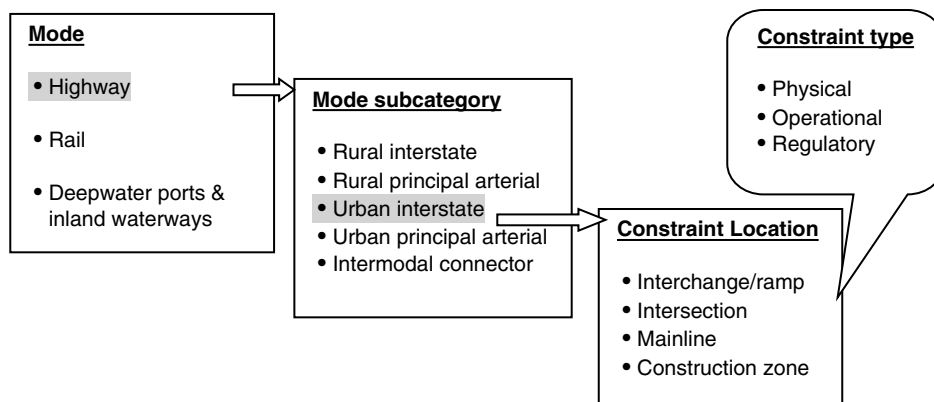 Mode
• Highway
• Rail
• Deepwater ports &
inland waterways
Mode subcategory
• Rural interstate
• Rural principal arterial
• Urban interstate
• Urban principal arterial
• Intermodal connector
Constraint Location
• Interchange/ramp
• Intersection
• Mainline
• Construction zone
Constraint type
• Physical
• Operational
• Regulatory